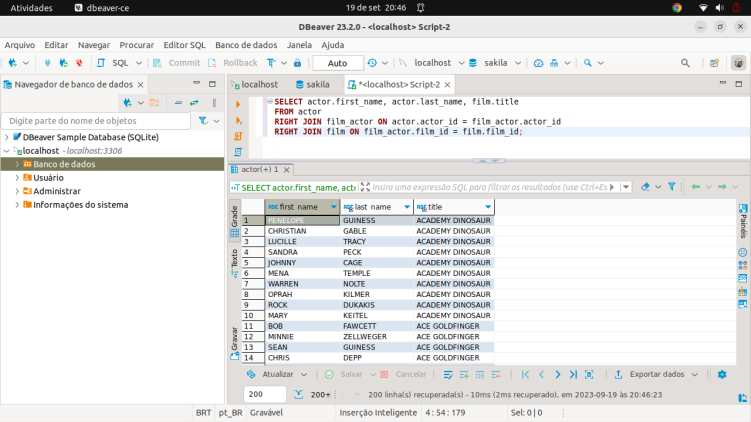 Atividades dbeaver-ce 19 de set 20:46
DBeaver 23.2.0 - <localhost> Script-2
Arquivo Editar Navegar Procurar Editor SQL Banco de dados Janela Ajuda
SQL Commit Rollback Auto localhost sakila
Navegador de banco de dados
Digite parte do nome de objetos
DBeaver Sample Database (SQLite)
localhost - localhost:3306
Banco de dados
Usuário
Administrar
Informações do sistema
localhost sakila *<localhost> Script-2
SELECT actor.first_name, actor.last_name, film.title
FROM actor
RIGHT JOIN film_actor ON actor.actor_id = film_actor.actor_id
RIGHT JOIN film ON film_actor.film_id = film.film_id;
actor(+) 1
SELECT actor.first_name, acto Insira uma expressão SQL para filtrar os resultados (use Ctrl+Es
Grade
Texto
Gravar
Painéis
first_name last_name title
1 PENELOPE GUINESS ACADEMY DINOSAUR
2 CHRISTIAN GABLE ACADEMY DINOSAUR
3 LUCILLE TRACY ACADEMY DINOSAUR
4 SANDRA PECK ACADEMY DINOSAUR
5 JOHNNY CAGE ACADEMY DINOSAUR
6 MENA TEMPLE ACADEMY DINOSAUR
7 WARREN NOLTE ACADEMY DINOSAUR
8 OPRAH KILMER ACADEMY DINOSAUR
9 ROCK DUKAKIS ACADEMY DINOSAUR
10 MARY KEITEL ACADEMY DINOSAUR
11 BOB FAWCETT ACE GOLDFINGER
12 MINNIE ZELLWEGER ACE GOLDFINGER
13 SEAN GUINESS ACE GOLDFINGER
14 CHRIS DEPP ACE GOLDFINGER
Atualizar Salvar Cancelar Exportar dados
200 200+ 200 linha(s) recuperada(s) - 10ms (2ms recuperado), em 2023-09-19 às 20:46:23
BRT pt_BR Gravável Inserção Inteligente 4 : 54 : 179 Sel: 0 | 0